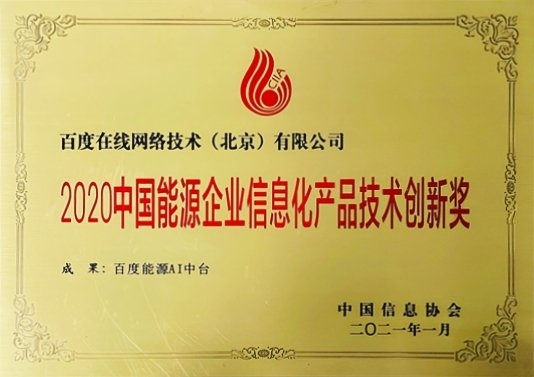 CIIA
百度在线网络技术（北京）有限公司
2020中国能源企业信息化产品技术创新奖
成 果：百度能源AI中台
中国信息协会
二〇二一年一月